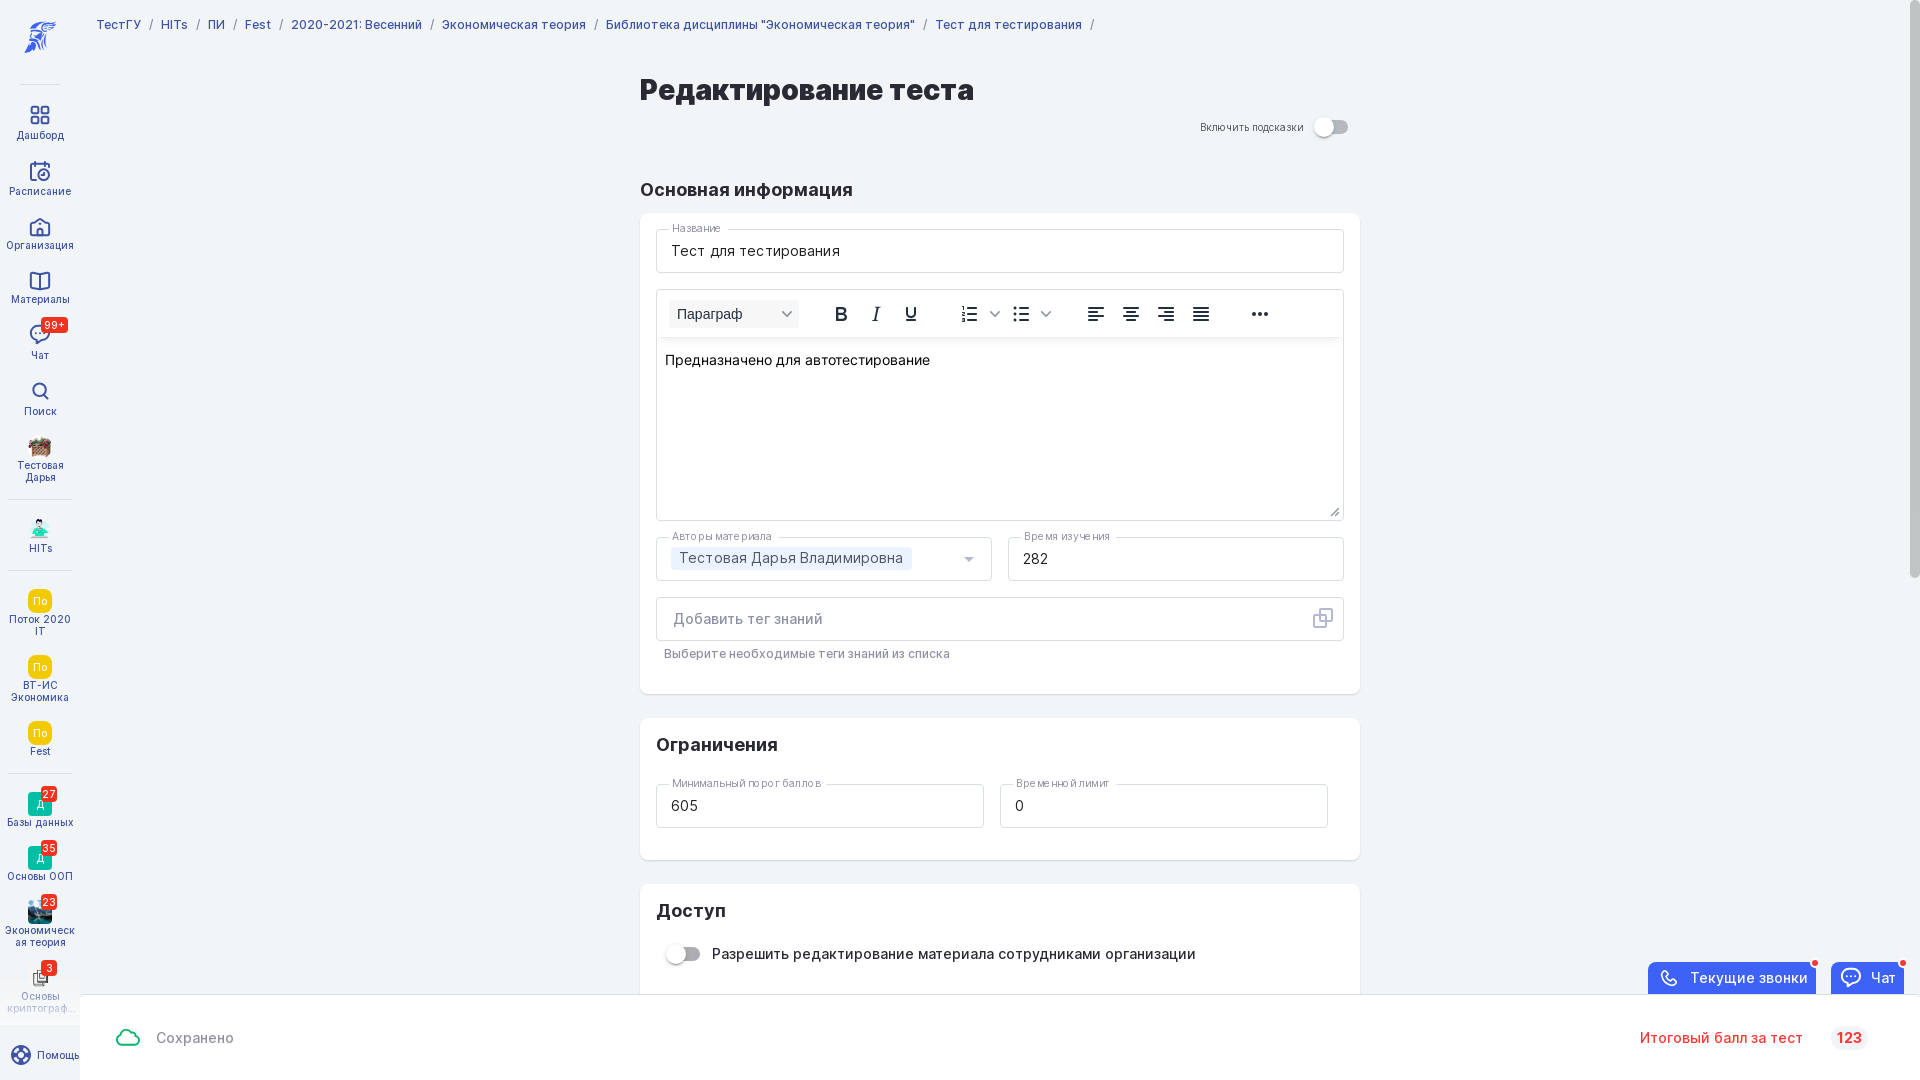 ТестГУ / HITs / ПИ / Fest / 2020-2021: Весенний / Экономическая теория / Библиотека дисциплины "Экономическая теория" / Тест для тестирования /
Дашборд
Расписание
Организация
Материалы
99+
Чат
Поиск
Тестовая
Дарья
HITs
По
Поток 2020
IT
По
ВТ-ИС
Экономика
По
Fest
27
Д
Базы данных
35
Д
Основы ООП
23
Экономическ
ая теория
3
Основы
криптограф...
Помощь
Редактирование теста
Включить подсказки
Основная информация
Название
Тест для тестирования
Параграф
B I U
Предназначено для автотестирование
Авторы материала
Тестовая Дарья Владимировна
Время изучения
282
Добавить тег знаний
Выберите необходимые теги знаний из списка
Ограничения
Минимальный порог баллов
605
Временной лимит
0
Доступ
Разрешить редактирование материала сотрудниками организации
Текущие звонки
Чат
Сохранено
Итоговый балл за тест 123